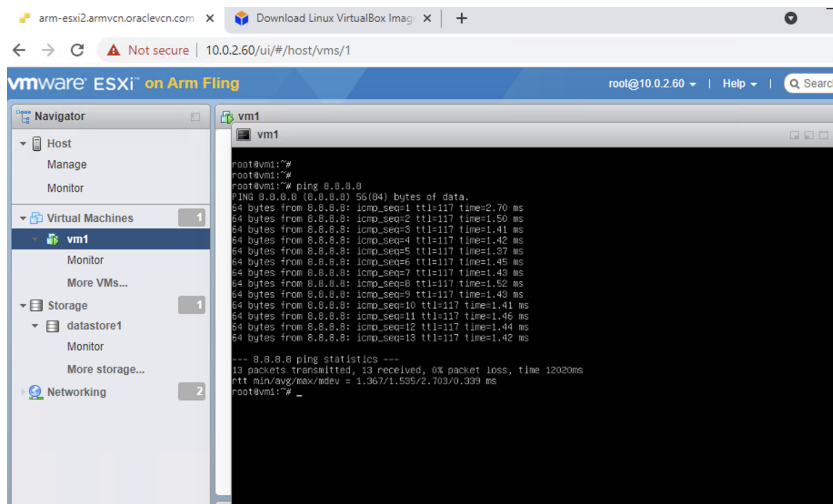 arm-esxi2.armvcn.oraclevcn.com
Download Linux VirtualBox Imag
Not secure | 10.0.2.60/ui/#/host/vms/1
vmware ESXi™ on Arm Fling
root@10.0.2.60 | Help | Searc
Navigator
Host
Manage
Monitor
Virtual Machines 1
vm1
Monitor
More VMs...
Storage 1
datastore1
Monitor
More storage...
Networking 2
vm1
vm1
root@vm1:~#
root@vm1:~#
root@vm1:~# ping 8.8.8.8
PING 8.8.8.8 (8.8.8.8) 56(84) bytes of data.
64 bytes from 8.8.8.8: icmp_seq=1 ttl=117 time=2.70 ms
64 bytes from 8.8.8.8: icmp_seq=2 ttl=117 time=1.50 ms
64 bytes from 8.8.8.8: icmp_seq=3 ttl=117 time=1.41 ms
64 bytes from 8.8.8.8: icmp_seq=4 ttl=117 time=1.42 ms
64 bytes from 8.8.8.8: icmp_seq=5 ttl=117 time=1.37 ms
64 bytes from 8.8.8.8: icmp_seq=6 ttl=117 time=1.45 ms
64 bytes from 8.8.8.8: icmp_seq=7 ttl=117 time=1.43 ms
64 bytes from 8.8.8.8: icmp_seq=8 ttl=117 time=1.52 ms
64 bytes from 8.8.8.8: icmp_seq=9 ttl=117 time=1.43 ms
64 bytes from 8.8.8.8: icmp_seq=10 ttl=117 time=1.41 ms
64 bytes from 8.8.8.8: icmp_seq=11 ttl=117 time=1.46 ms
64 bytes from 8.8.8.8: icmp_seq=12 ttl=117 time=1.44 ms
64 bytes from 8.8.8.8: icmp_seq=13 ttl=117 time=1.42 ms
--- 8.8.8.8 ping statistics ---
13 packets transmitted, 13 received, 0% packet loss, time 12020ms
rtt min/avg/max/mdev = 1.367/1.535/2.703/0.339 ms
root@vm1:~# _